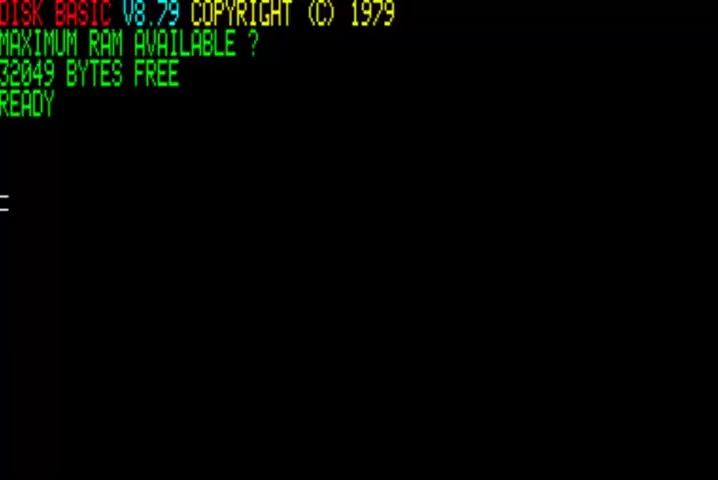 DISK BASIC V8.79 COPYRIGHT (C) 1979
MAXIMUM RAM AVAILABLE ?
32049 BYTES FREE
READY